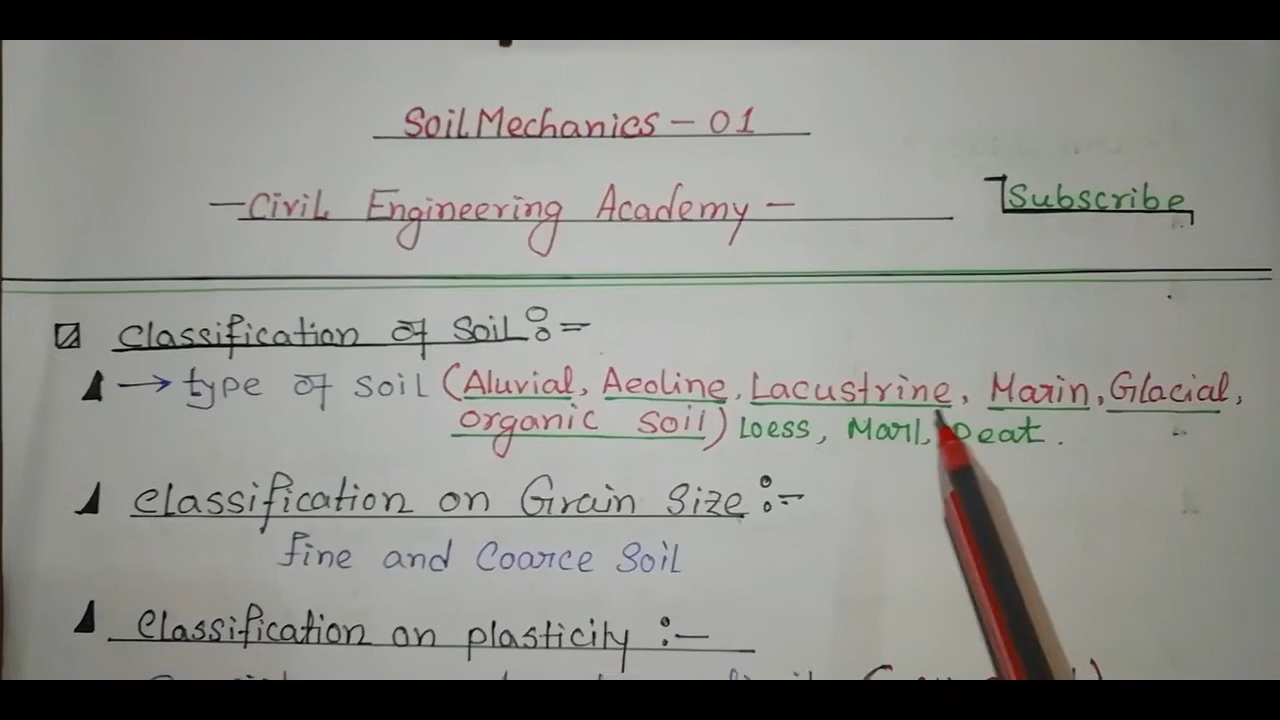 Soil Mechanics - 01
- Civil Engineering Academy -
Subscribe
Classification of Soil :-
→ type of soil (Aluvial, Aeoline, Lacustrine, Marin, Glacial,
organic soil) Loess, Marl, Peat.
classification on Grain Size :-
fine and Coarce Soil
classification on plasticity :-